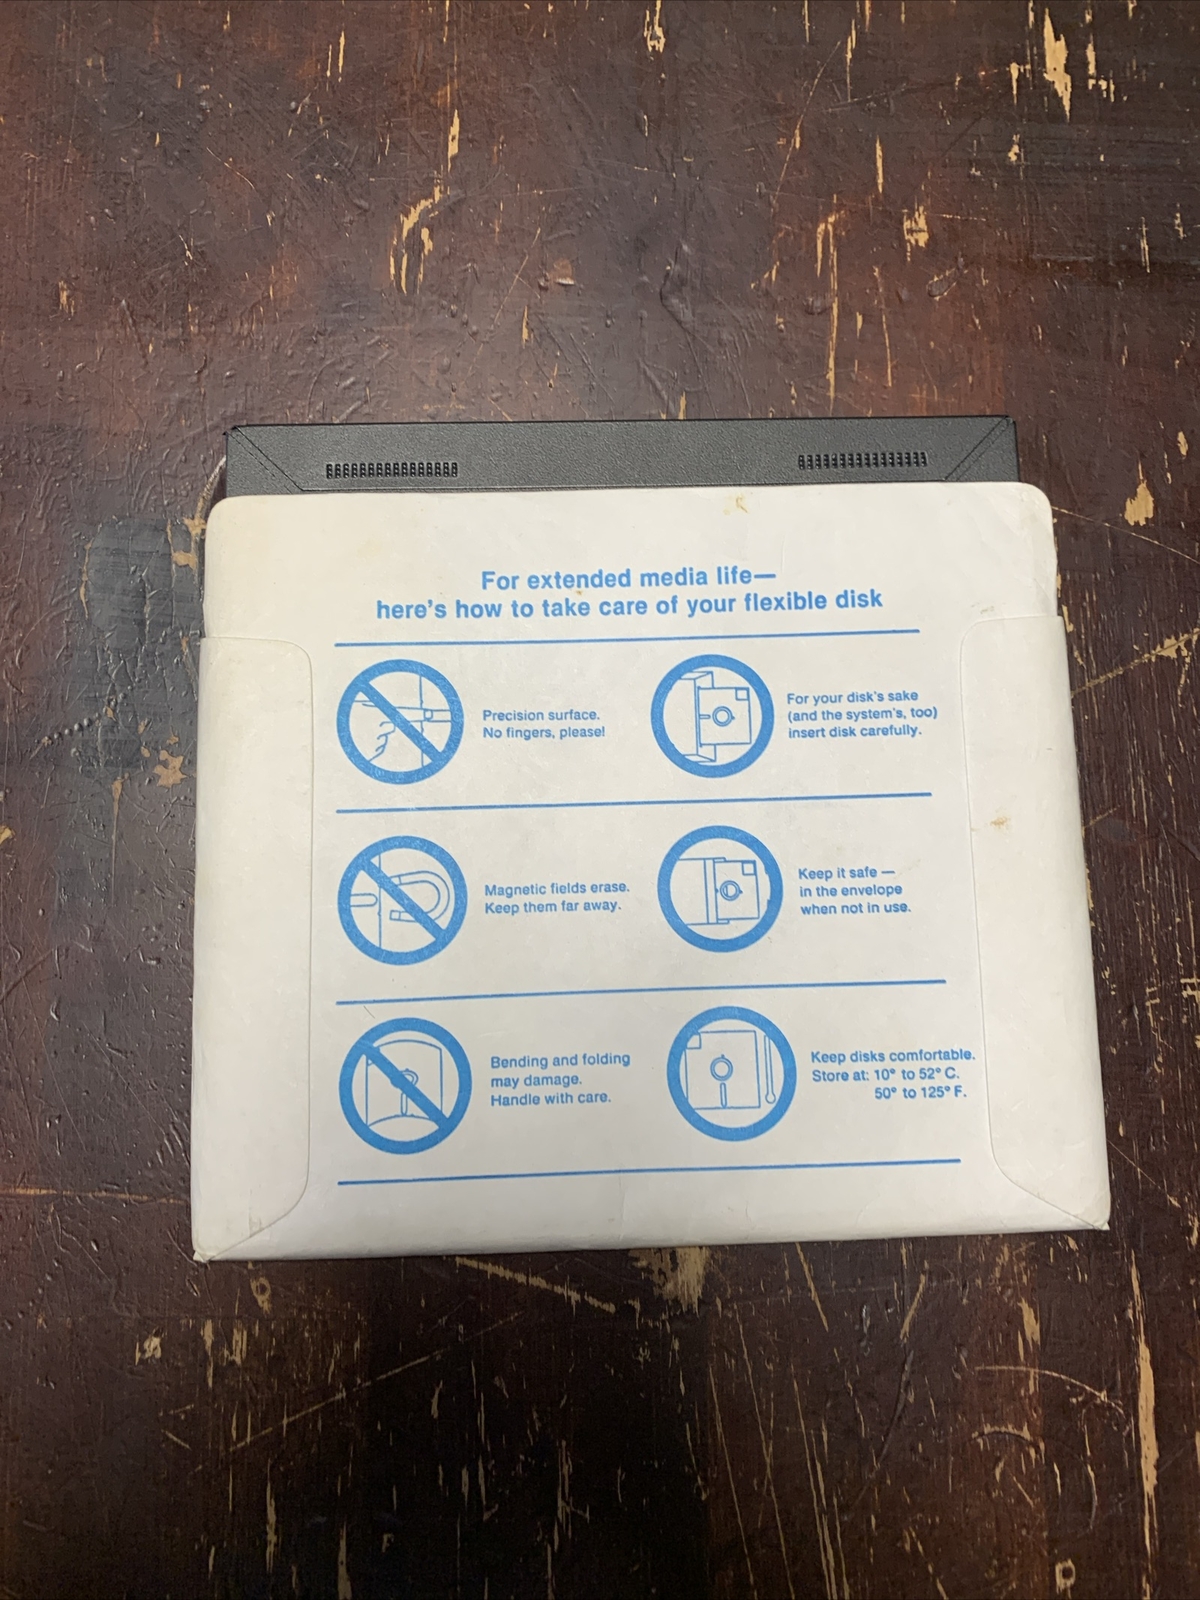 For extended media life—
here's how to take care of your flexible disk
Precision surface.
No fingers, please!
For your disk's sake
(and the system's, too)
insert disk carefully.
Magnetic fields erase.
Keep them far away.
Keep it safe —
in the envelope
when not in use.
Bending and folding
may damage.
Handle with care.
Keep disks comfortable.
Store at: 10° to 52° C.
50° to 125° F.